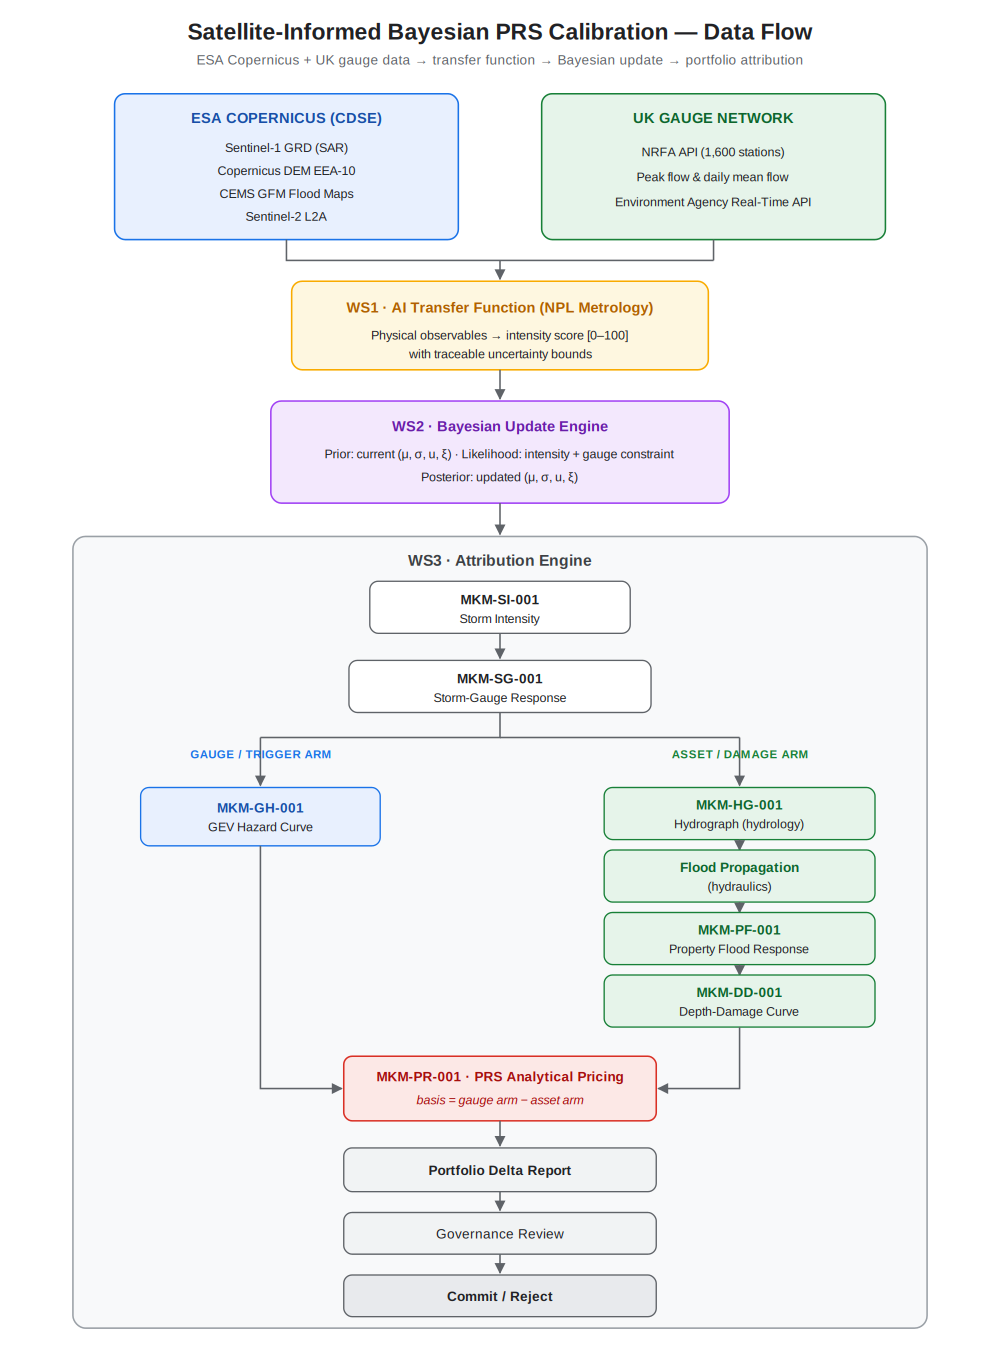 Satellite-Informed Bayesian PRS Calibration — Data Flow
ESA Copernicus + UK gauge data → transfer function → Bayesian update → portfolio attribution
ESA COPERNICUS (CDSE)
Sentinel-1 GRD (SAR)
Copernicus DEM EEA-10
CEMS GFM Flood Maps
Sentinel-2 L2A
UK GAUGE NETWORK
NRFA API (1,600 stations)
Peak flow & daily mean flow
Environment Agency Real-Time API
WS1 · AI Transfer Function (NPL Metrology)
Physical observables → intensity score [0–100]
with traceable uncertainty bounds
WS2 · Bayesian Update Engine
Prior: current (μ, σ, u, ξ) · Likelihood: intensity + gauge constraint
Posterior: updated (μ, σ, u, ξ)
WS3 · Attribution Engine
MKM-SI-001
Storm Intensity
MKM-SG-001
Storm-Gauge Response
GAUGE / TRIGGER ARM
MKM-GH-001
GEV Hazard Curve
ASSET / DAMAGE ARM
MKM-HG-001
Hydrograph (hydrology)
Flood Propagation
(hydraulics)
MKM-PF-001
Property Flood Response
MKM-DD-001
Depth-Damage Curve
MKM-PR-001 · PRS Analytical Pricing
basis = gauge arm − asset arm
Portfolio Delta Report
Governance Review
Commit / Reject